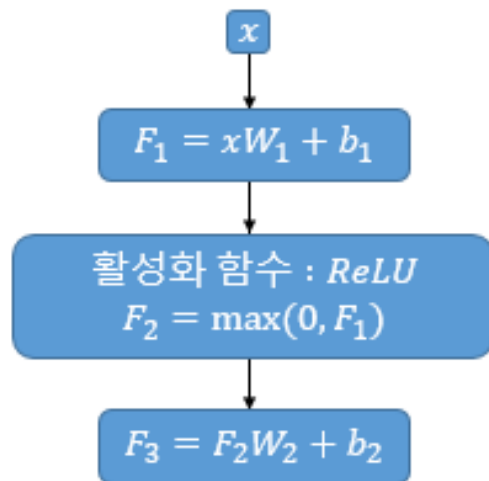 x
F₁ = xW₁ + b₁
활성화 함수 : ReLU
F₂ = max(0, F₁)
F₃ = F₂W₂ + b₂